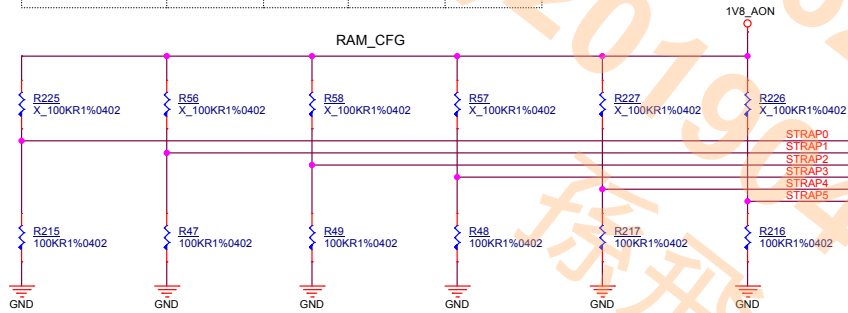 1V8_AON
RAM_CFG
R225
X_100KR1%0402
R56
X_100KR1%0402
R58
X_100KR1%0402
R57
X_100KR1%0402
R227
X_100KR1%0402
R226
X_100KR1%0402
STRAP0
STRAP1
STRAP2
STRAP3
STRAP4
STRAP5
R215
100KR1%0402
R47
100KR1%0402
R49
100KR1%0402
R48
100KR1%0402
R217
100KR1%0402
R216
100KR1%0402
GND
GND
GND
GND
GND
GND